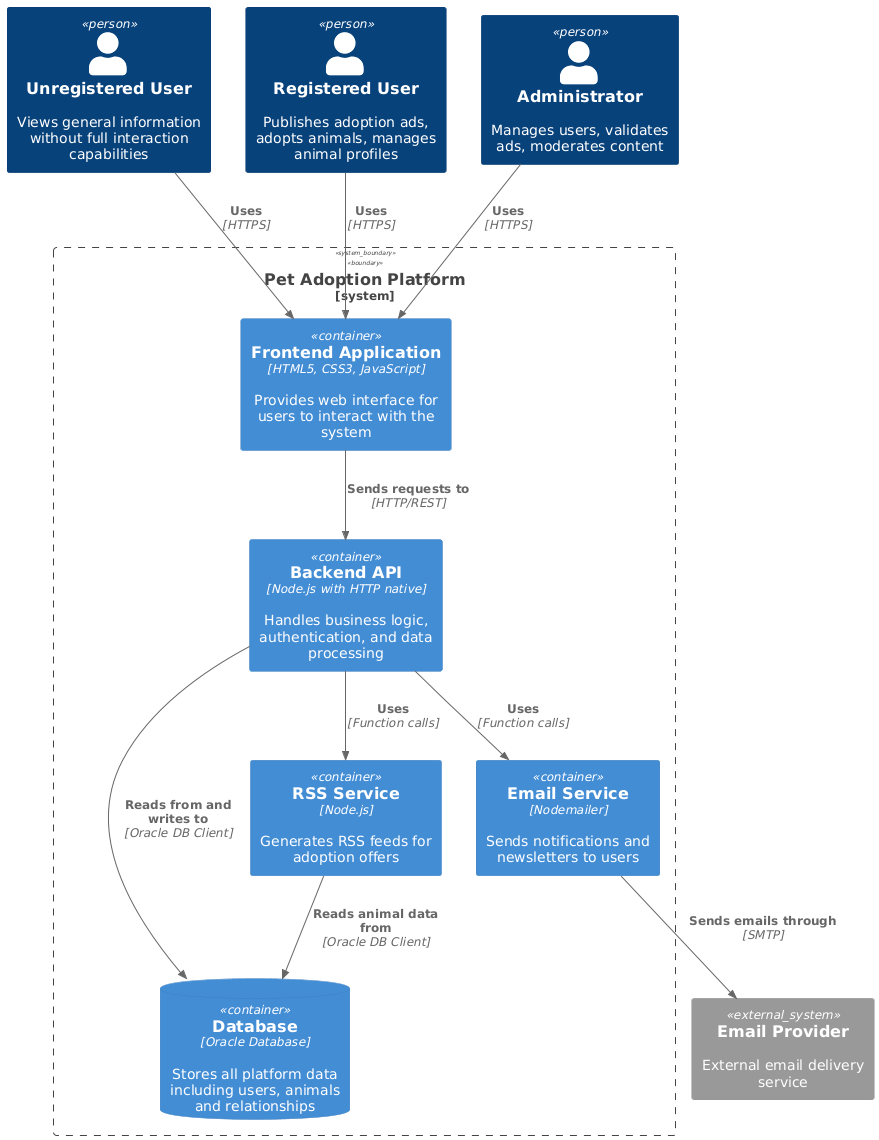 «person»
Unregistered User
Views general information
without full interaction
capabilities
«person»
Registered User
Publishes adoption ads,
adopts animals, manages
animal profiles
«person»
Administrator
Manages users, validates
ads, moderates content
Uses
[HTTPS]
Uses
[HTTPS]
Uses
[HTTPS]
«system_boundary»
«boundary»
Pet Adoption Platform
[system]
«container»
Frontend Application
[HTML5, CSS3, JavaScript]
Provides web interface for
users to interact with the
system
Sends requests to
[HTTP/REST]
«container»
Backend API
[Node.js with HTTP native]
Handles business logic,
authentication, and data
processing
Uses
[Function calls]
Uses
[Function calls]
Reads from and
writes to
[Oracle DB Client]
«container»
RSS Service
[Node.js]
Generates RSS feeds for
adoption offers
«container»
Email Service
[Nodemailer]
Sends notifications and
newsletters to users
Reads animal data
from
[Oracle DB Client]
Sends emails through
[SMTP]
«container»
Database
[Oracle Database]
Stores all platform data
including users, animals
and relationships
«external_system»
Email Provider
External email delivery
service